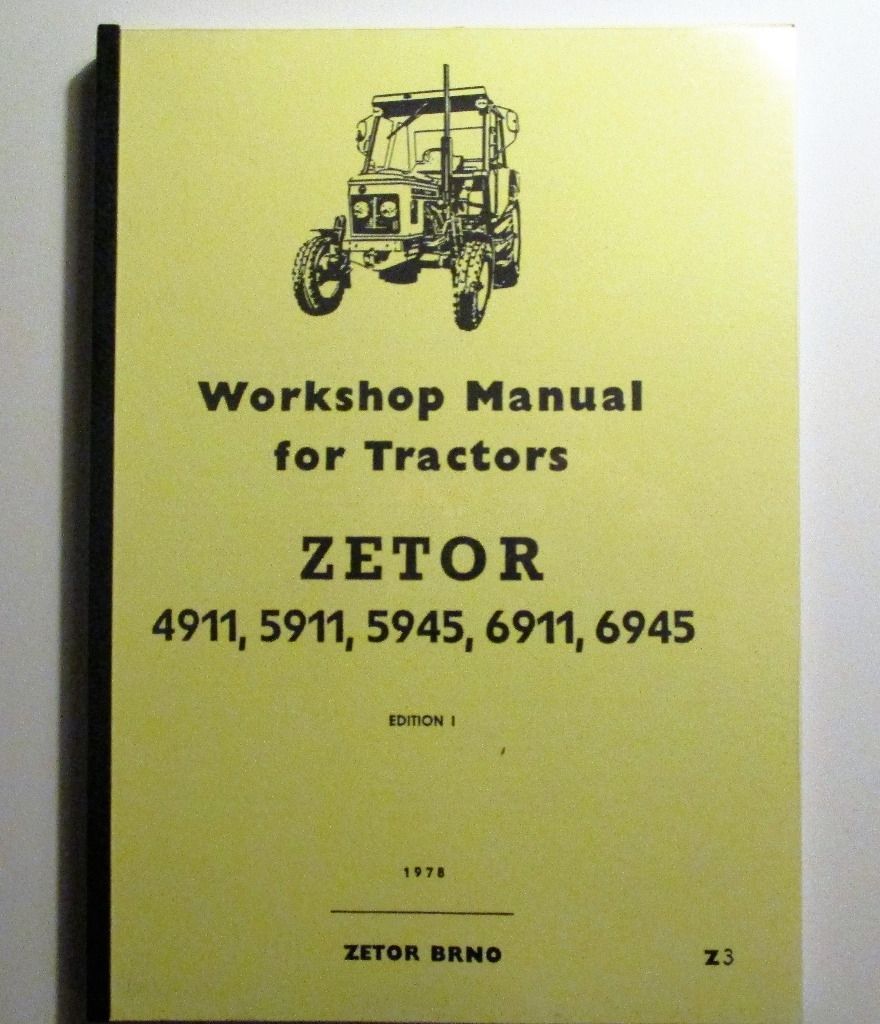 Workshop Manual
for Tractors
ZETOR
4911, 5911, 5945, 6911, 6945
EDITION I
1978
ZETOR BRNO
Z3